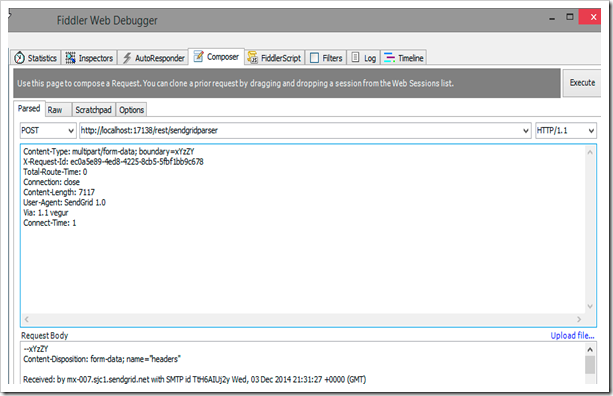 Fiddler Web Debugger
Statistics Inspectors AutoResponder Composer FiddlerScript Filters Log Timeline
Use this page to compose a Request. You can clone a prior request by dragging and dropping a session from the Web Sessions list. Execute
Parsed Raw Scratchpad Options
POST http://localhost:17138/rest/sendgridparser HTTP/1.1
Content-Type: multipart/form-data; boundary=xYzZY
X-Request-Id: ec0a5e89-4ed8-4225-8cb5-5fbf1bb9c678
Total-Route-Time: 0
Connection: close
Content-Length: 7117
User-Agent: SendGrid 1.0
Via: 1.1 vegur
Connect-Time: 1
Request Body Upload file...
--xYzZY
Content-Disposition: form-data; name="headers"
Received: by mx-007.sjc1.sendgrid.net with SMTP id TtH6AIUj2y Wed, 03 Dec 2014 21:31:27 +0000 (GMT)